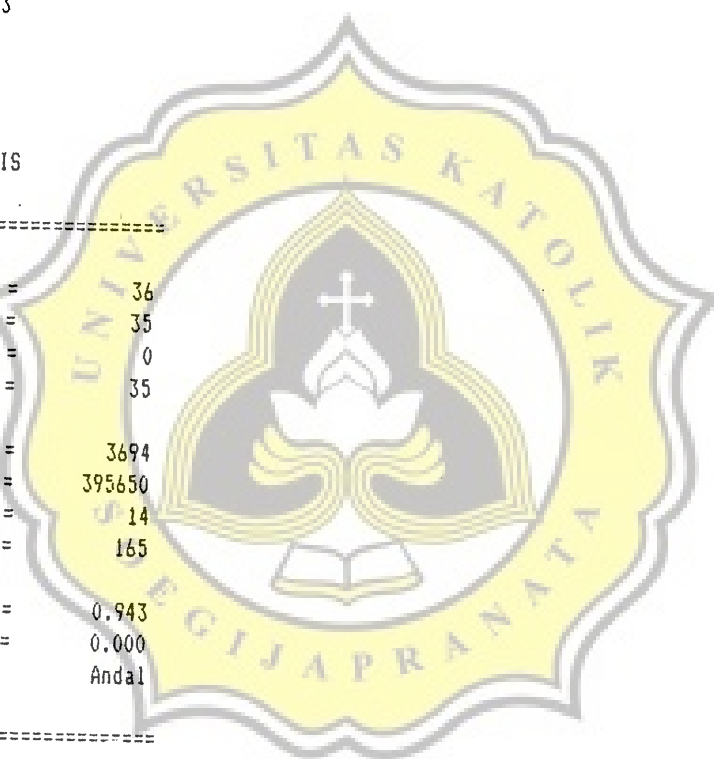 S
IS
==================
= 36
= 35
= 0
= 35
= 3694
= 395650
= 14
= 165
= 0.943
= 0.000
Andal
==================
UNIVERSITAS KATOLIK
SOEGIJAPRANATA